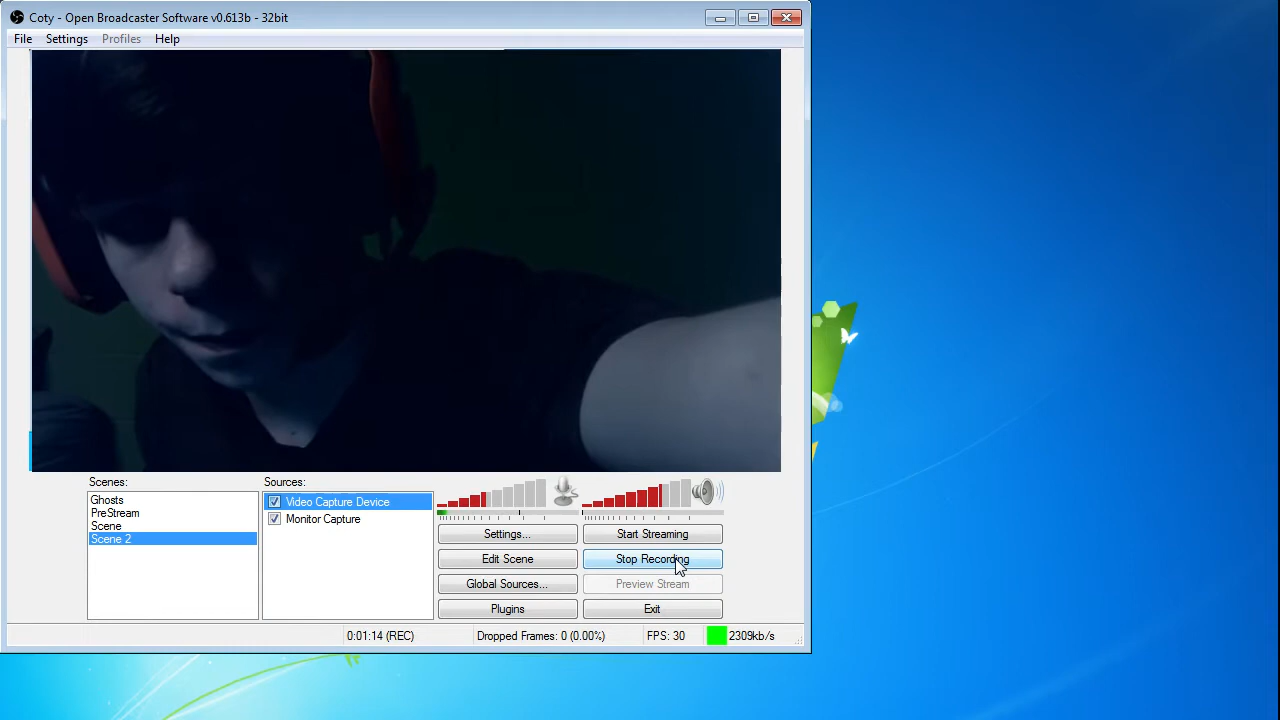 Coty - Open Broadcaster Software v0.613b - 32bit
File Settings Profiles Help
Scenes:
Ghosts
PreStream
Scene
Scene 2
Sources:
Video Capture Device
Monitor Capture
Settings... Start Streaming
Edit Scene Stop Recording
Global Sources... Preview Stream
Plugins Exit
0:01:14 (REC) Dropped Frames: 0 (0.00%) FPS: 30 2309kb/s